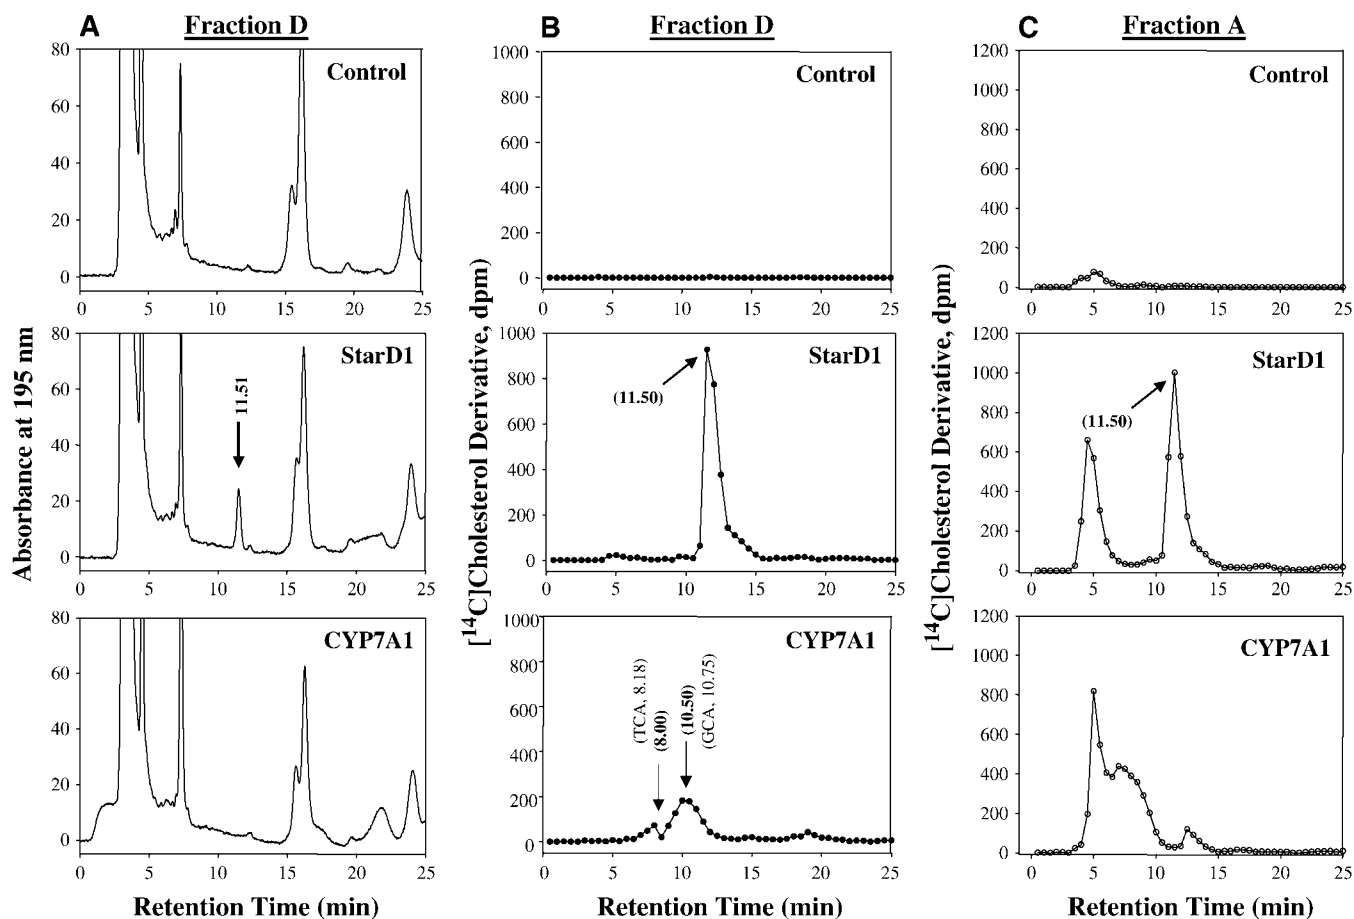 A Fraction D
B Fraction D
C Fraction A
Absorbance at 195 nm
80
60
40
20
0
Control
0 5 10 15 20 25
80
60
40
20
0
StarD1
11.51
0 5 10 15 20 25
80
60
40
20
0
CYP7A1
0 5 10 15 20 25
Retention Time (min)
[14C]Cholesterol Derivative, dpm)
1000
800
600
400
200
0
Control
0 5 10 15 20 25
1000
800
600
400
200
0
StarD1
(11.50)
0 5 10 15 20 25
1000
800
600
400
200
0
CYP7A1
(TCA, 8.18)
(8.00)
(10.50)
(GCA, 10.75)
0 5 10 15 20 25
Retention Time (min)
[14C]Cholesterol Derivative, dpm)
1200
1000
800
600
400
200
0
Control
0 5 10 15 20 25
1200
1000
800
600
400
200
0
StarD1
(11.50)
0 5 10 15 20 25
1200
1000
800
600
400
200
0
CYP7A1
0 5 10 15 20 25
Retention Time (min)